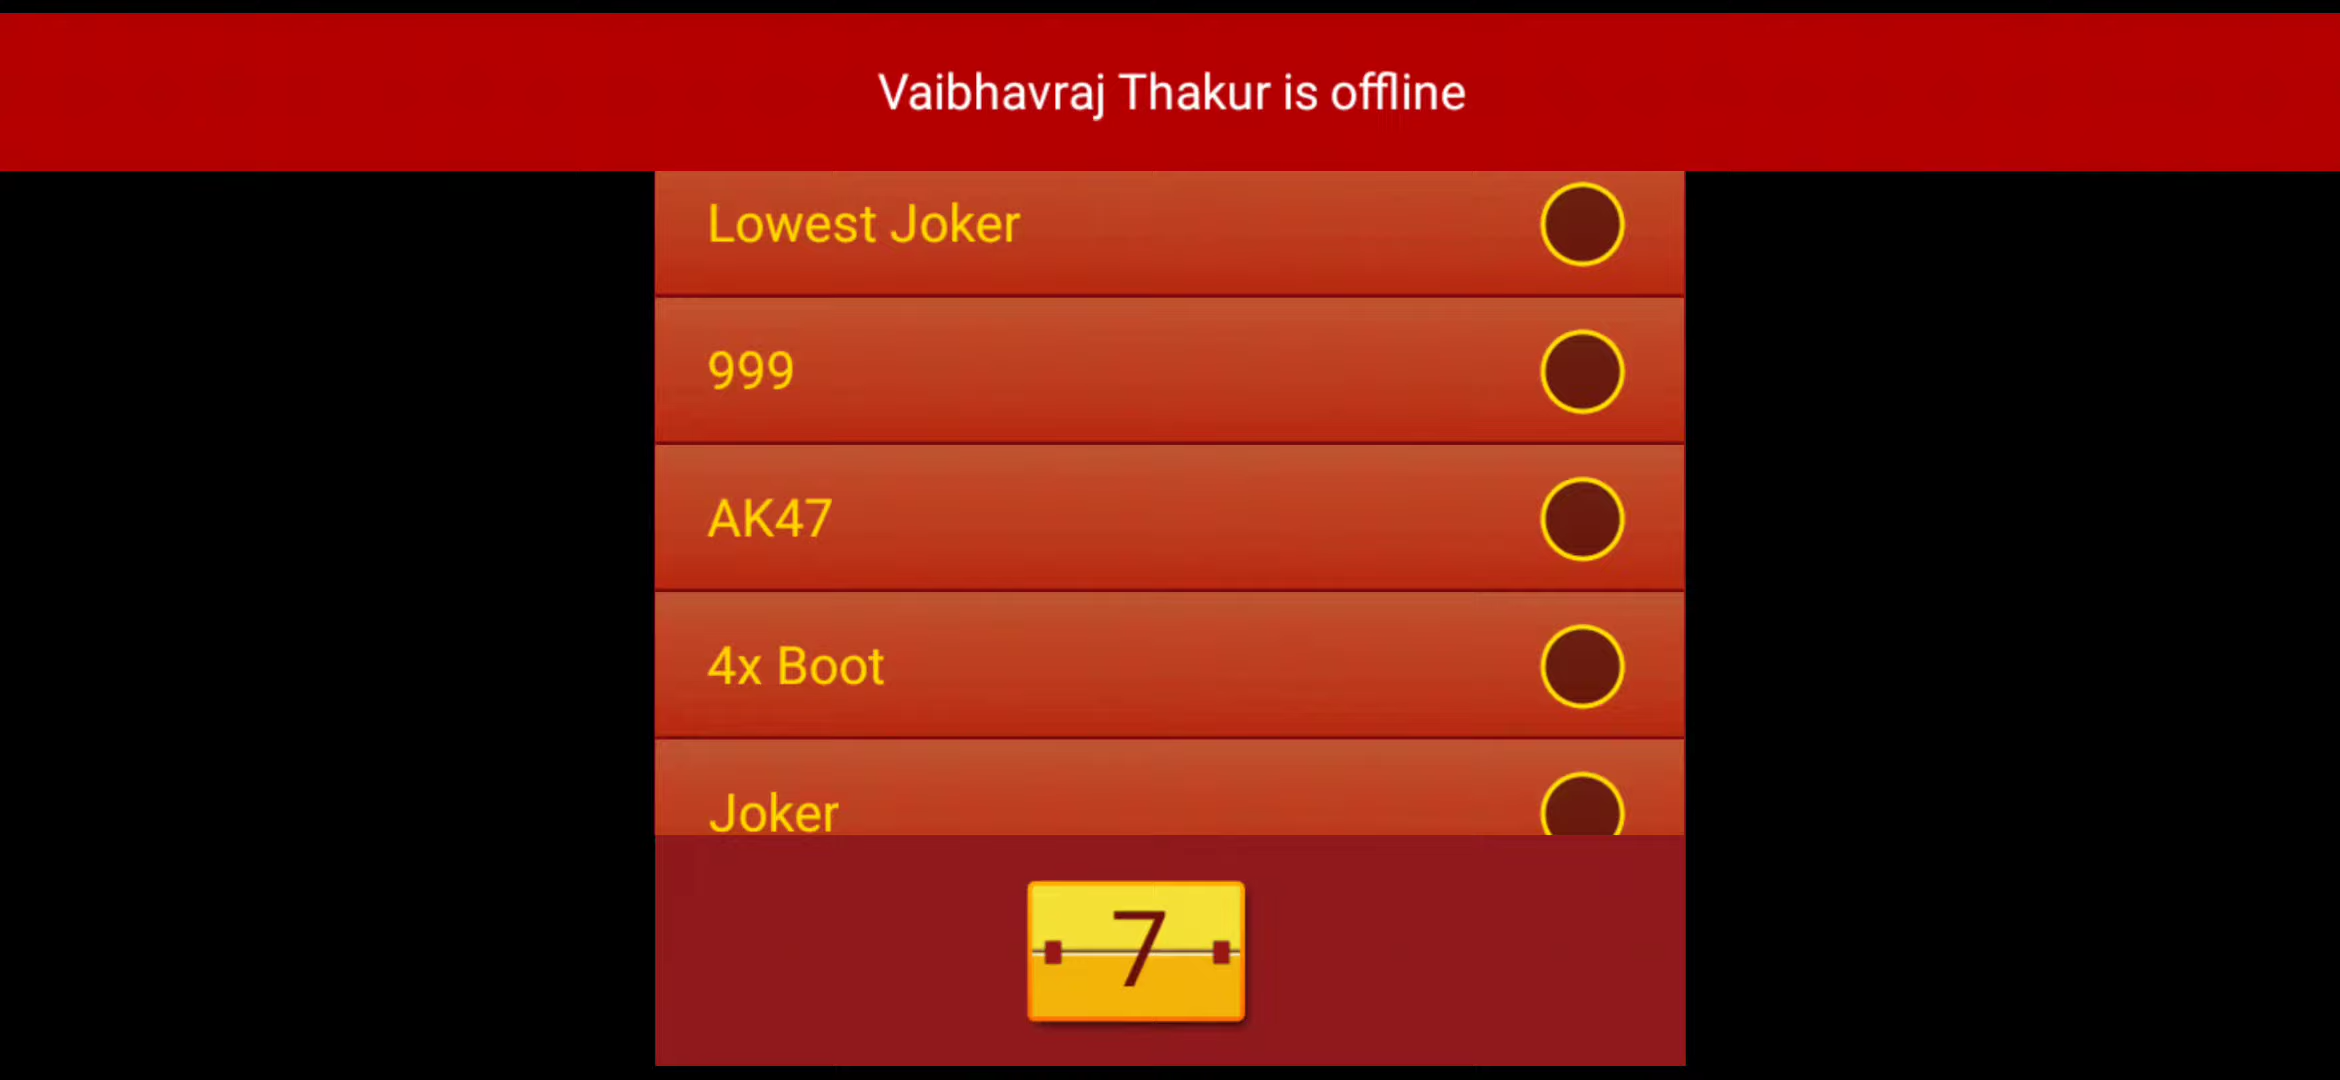 Vaibhavraj Thakur is offline
Lowest Joker
999
AK47
4x Boot
Joker
7